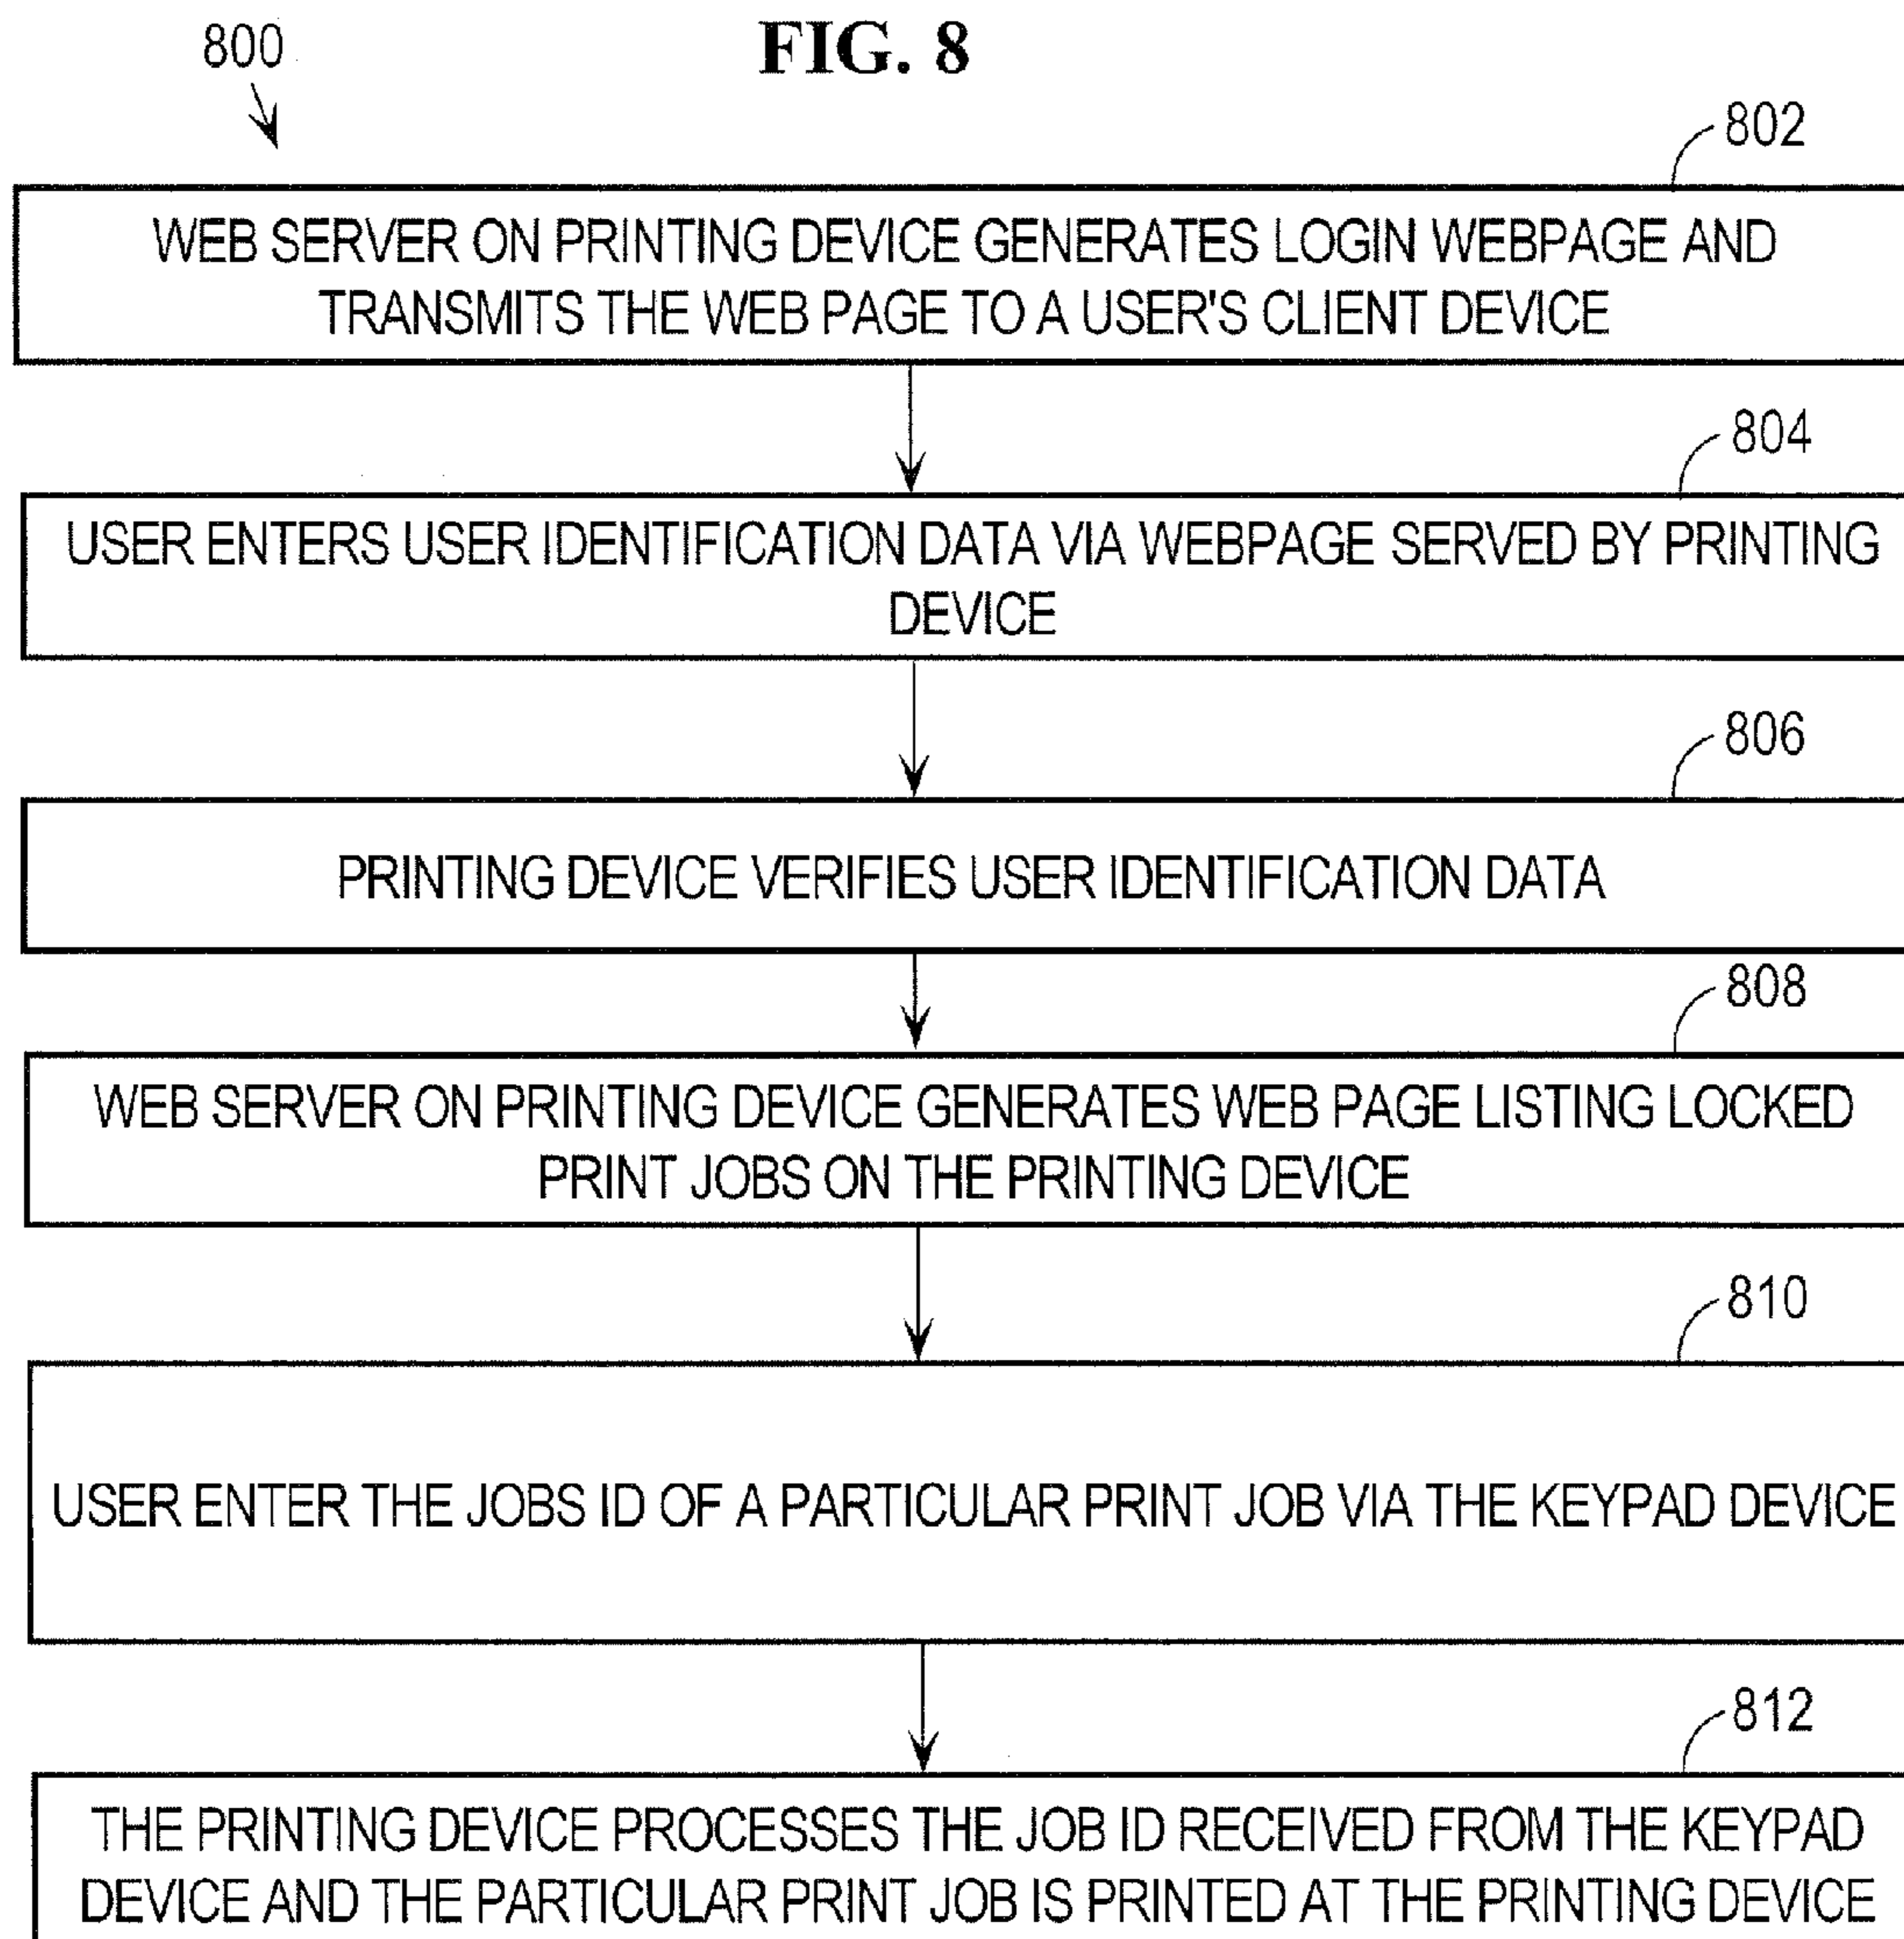 800
FIG. 8
802
WEB SERVER ON PRINTING DEVICE GENERATES LOGIN WEBPAGE AND
TRANSMITS THE WEB PAGE TO A USER'S CLIENT DEVICE
804
USER ENTERS USER IDENTIFICATION DATA VIA WEBPAGE SERVED BY PRINTING
DEVICE
806
PRINTING DEVICE VERIFIES USER IDENTIFICATION DATA
808
WEB SERVER ON PRINTING DEVICE GENERATES WEB PAGE LISTING LOCKED
PRINT JOBS ON THE PRINTING DEVICE
810
USER ENTER THE JOBS ID OF A PARTICULAR PRINT JOB VIA THE KEYPAD DEVICE
812
THE PRINTING DEVICE PROCESSES THE JOB ID RECEIVED FROM THE KEYPAD
DEVICE AND THE PARTICULAR PRINT JOB IS PRINTED AT THE PRINTING DEVICE